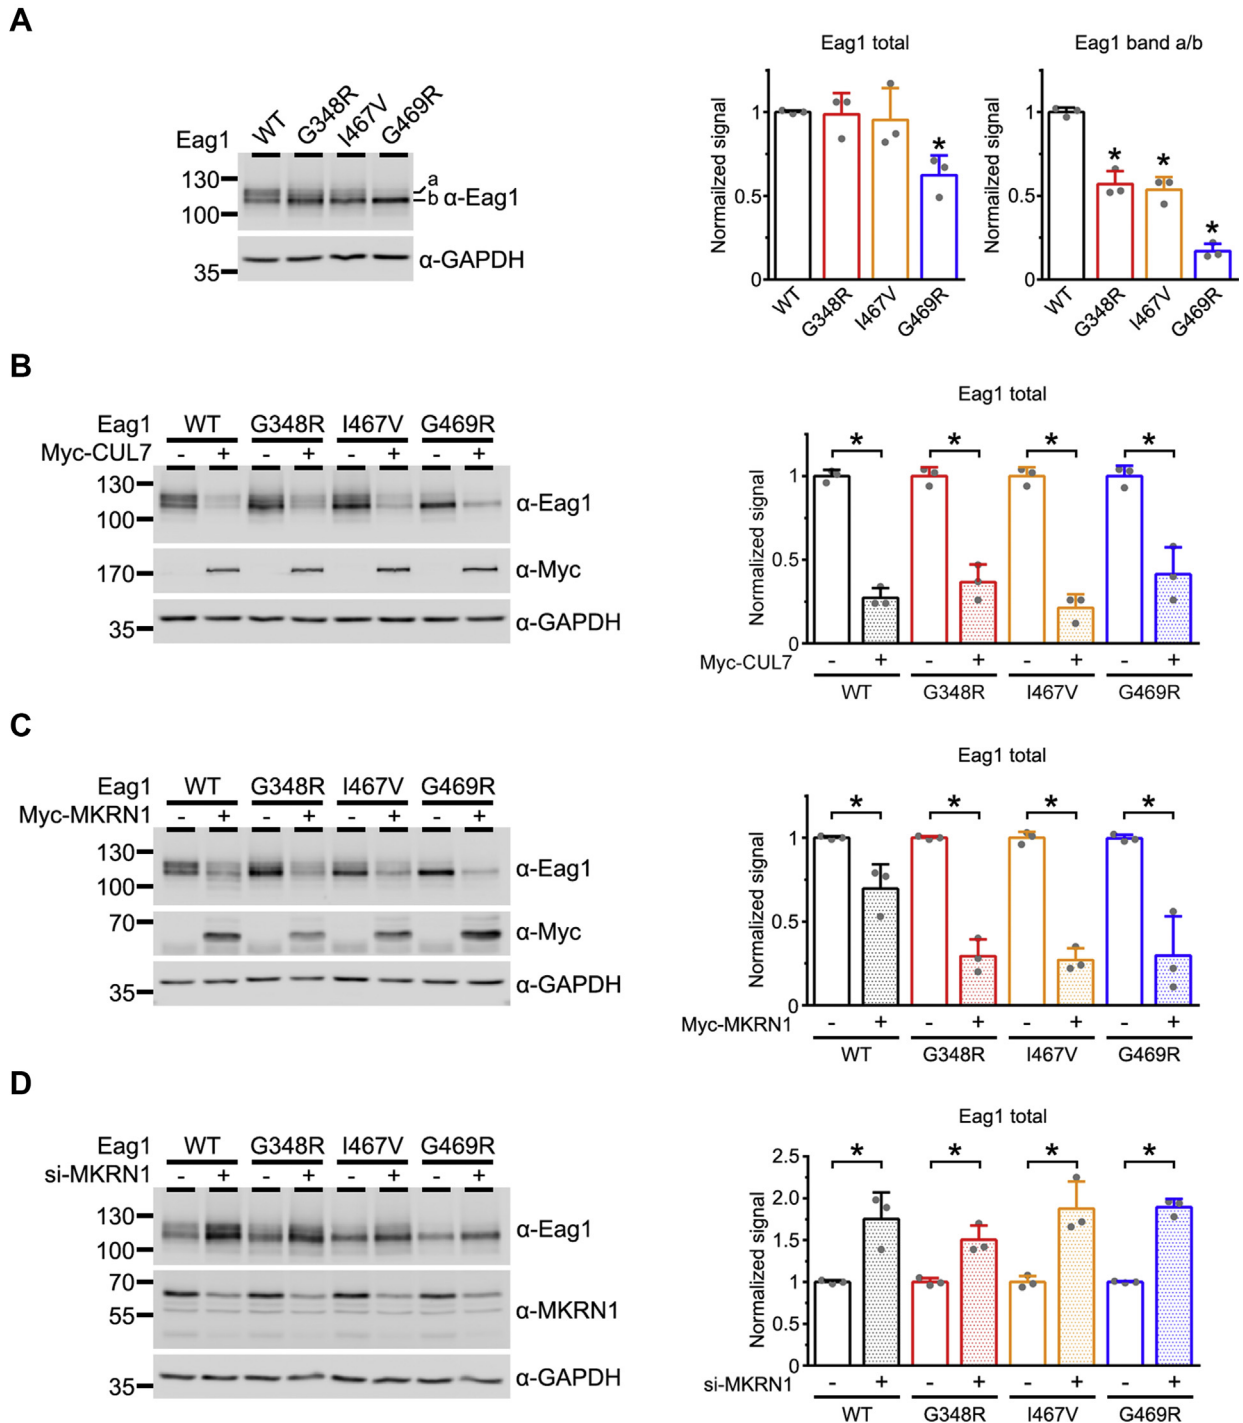 A
Eag1 WT G348R I467V G469R
130
100
a
b α-Eag1
35
α-GAPDH
Eag1 total
Normalized signal
1
0.5
0
*
WT G348R I467V G469R
Eag1 band a/b
Normailzed signal
1
0.5
0
* * *
WT G348R I467V G469R
B
Eag1 WT G348R I467V G469R
Myc-CUL7 - + - + - + - +
130
100
α-Eag1
170
α-Myc
35
α-GAPDH
Eag1 total
Normalized signal
1
0.5
0
* * * *
Myc-CUL7 - + - + - + - +
WT G348R I467V G469R
C
Eag1 WT G348R I467V G469R
Myc-MKRN1 - + - + - + - +
130
100
α-Eag1
70
α-Myc
35
α-GAPDH
Eag1 total
Normalized signal
1
0.5
0
* * * *
Myc-MKRN1 - + - + - + - +
WT G348R I467V G469R
D
Eag1 WT G348R I467V G469R
si-MKRN1 - + - + - + - +
130
100
α-Eag1
70
55
α-MKRN1
35
α-GAPDH
Eag1 total
Normalized signal
2.5
2.0
1.5
1
0.5
0
* * * *
si-MKRN1 - + - + - + - +
WT G348R I467V G469R